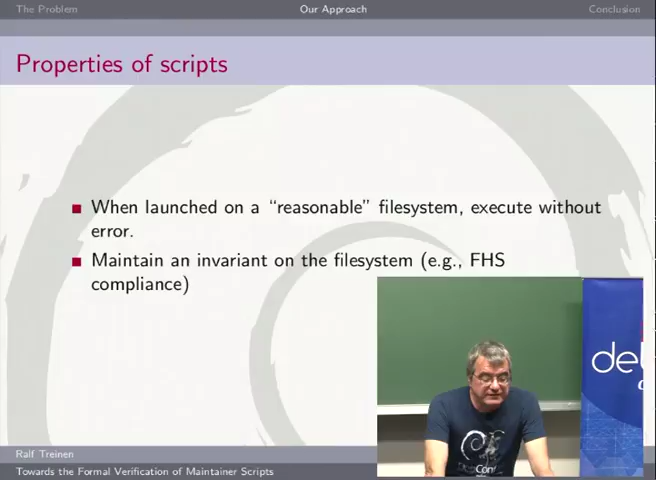 The Problem
Our Approach
Conclusion
Properties of scripts
When launched on a “reasonable” filesystem, execute without
error.
Maintain an invariant on the filesystem (e.g., FHS
compliance)
Ralf Treinen
Towards the Formal Verification of Maintainer Scripts